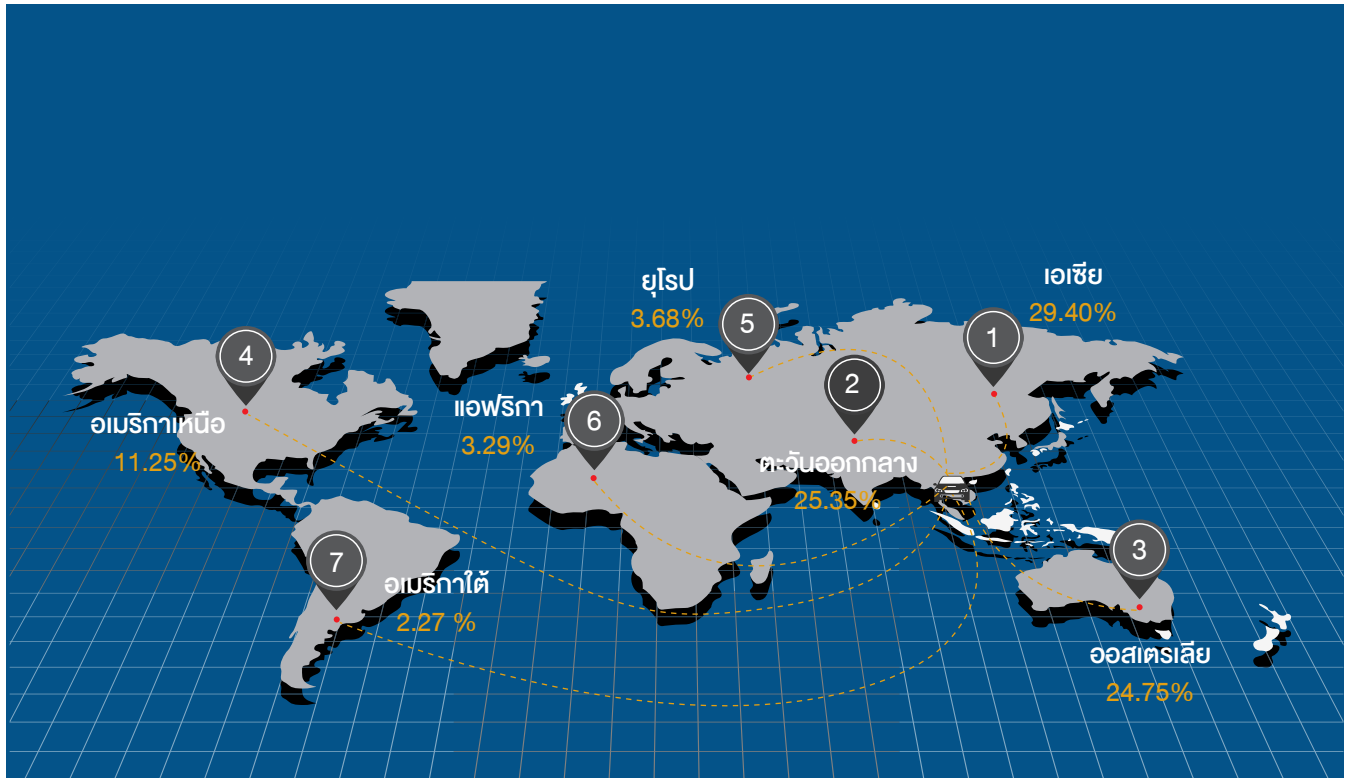 ยุโรป
3.68%
5
เอเซีย
29.40%
1
4
อเมริกาเหนือ
11.25%
แอฟริกา
3.29%
6
2
ตะวันออกกลาง
25.35%
7
อเมริกาใต้
2.27 %
3
ออสเตรเลีย
24.75%